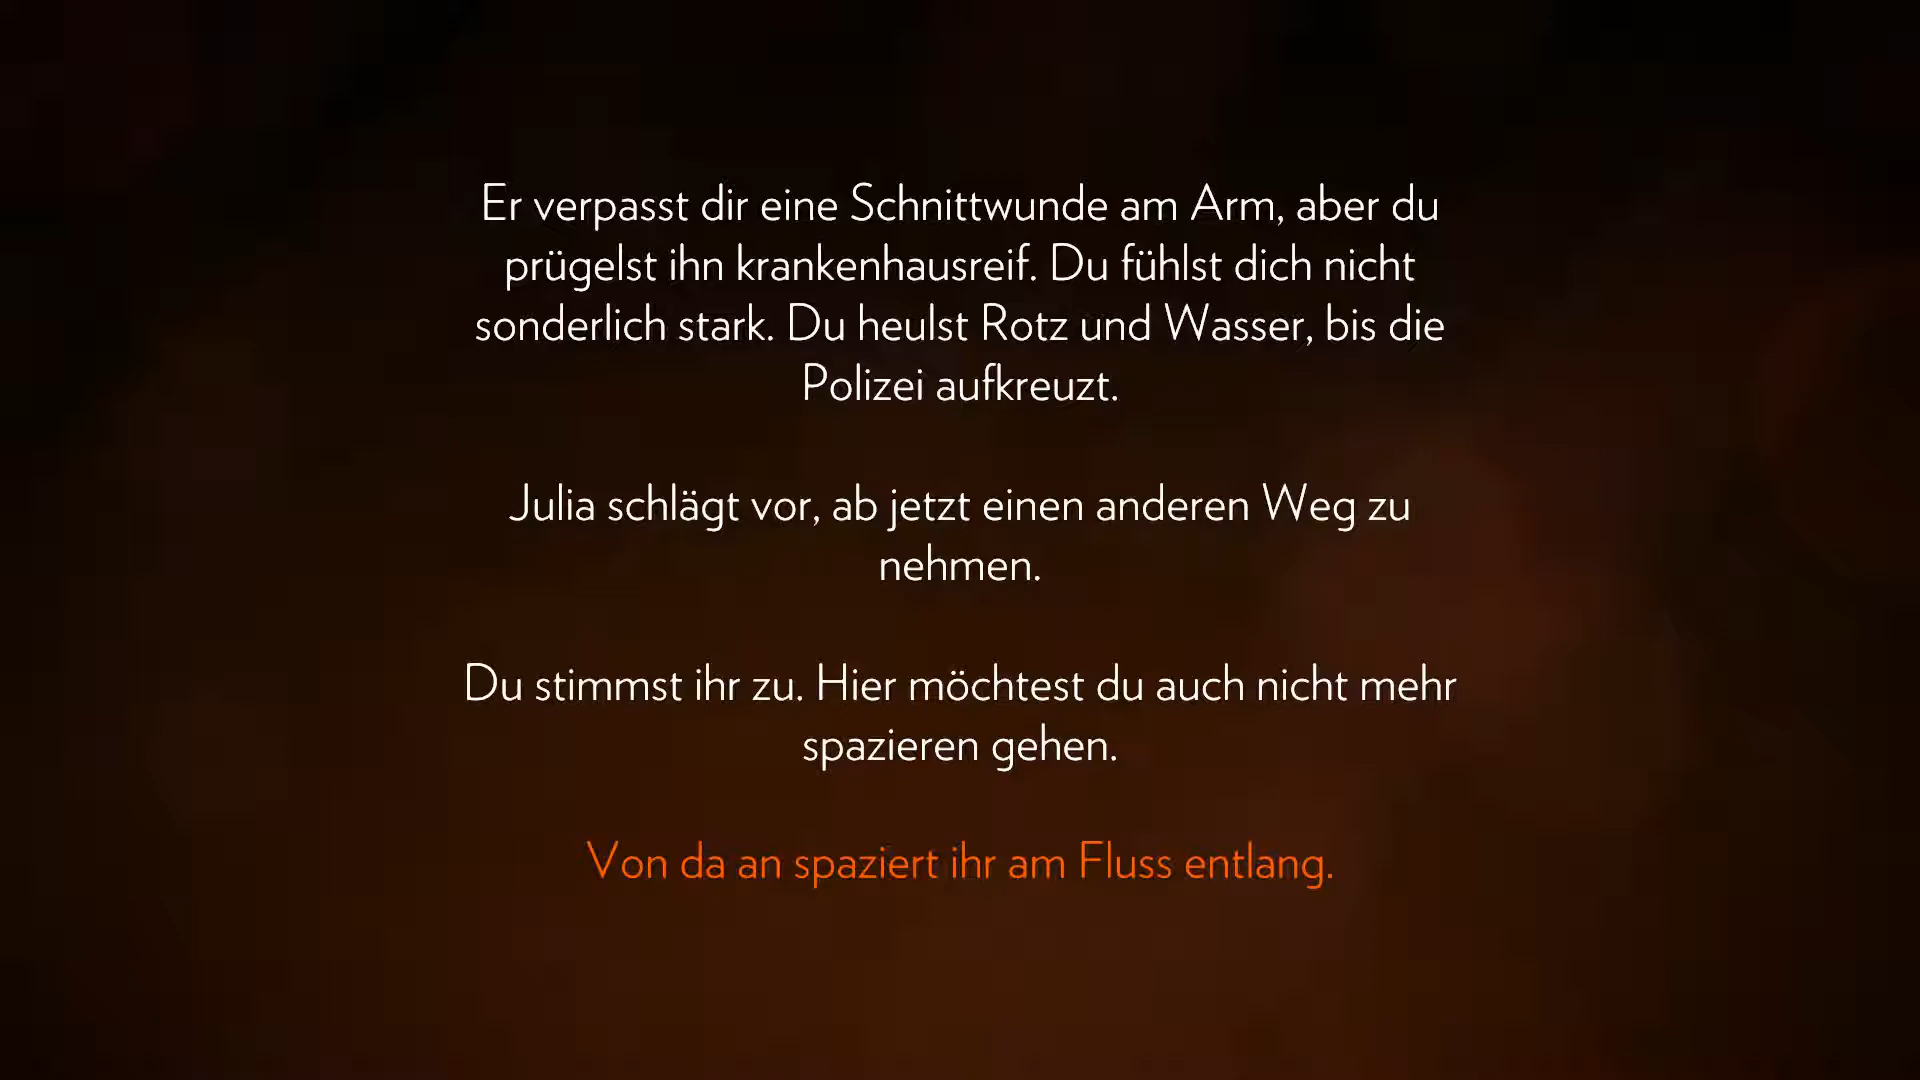 Er verpasst dir eine Schnittwunde am Arm, aber du
prügelst ihn krankenhausreif. Du fühlst dich nicht
sonderlich stark. Du heulst Rotz und Wasser, bis die
Polizei aufkreuzt.
Julia schlägt vor, ab jetzt einen anderen Weg zu
nehmen.
Du stimmst ihr zu. Hier möchtest du auch nicht mehr
spazieren gehen.
Von da an spaziert ihr am Fluss entlang.